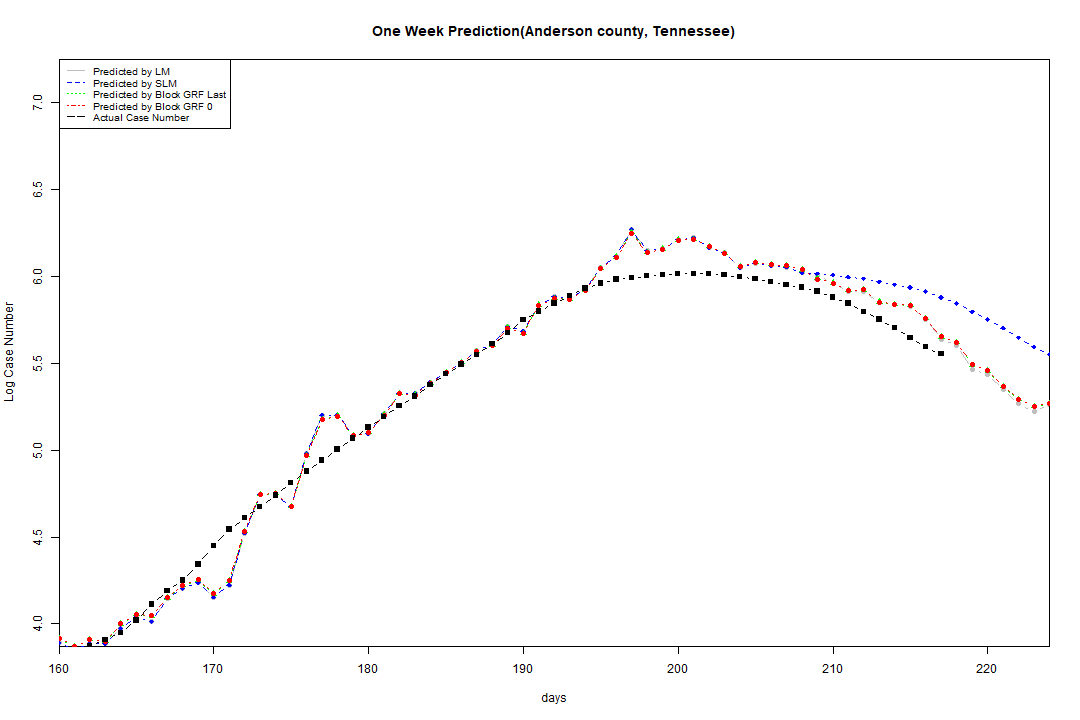 One Week Prediction(Anderson county, Tennessee)
Predicted by LM
Predicted by SLM
Predicted by Block GRF Last
Predicted by Block GRF 0
Actual Case Number
7.0
6.5
6.0
5.5
5.0
4.5
4.0
Log Case Number
160 170 180 190 200 210 220
days